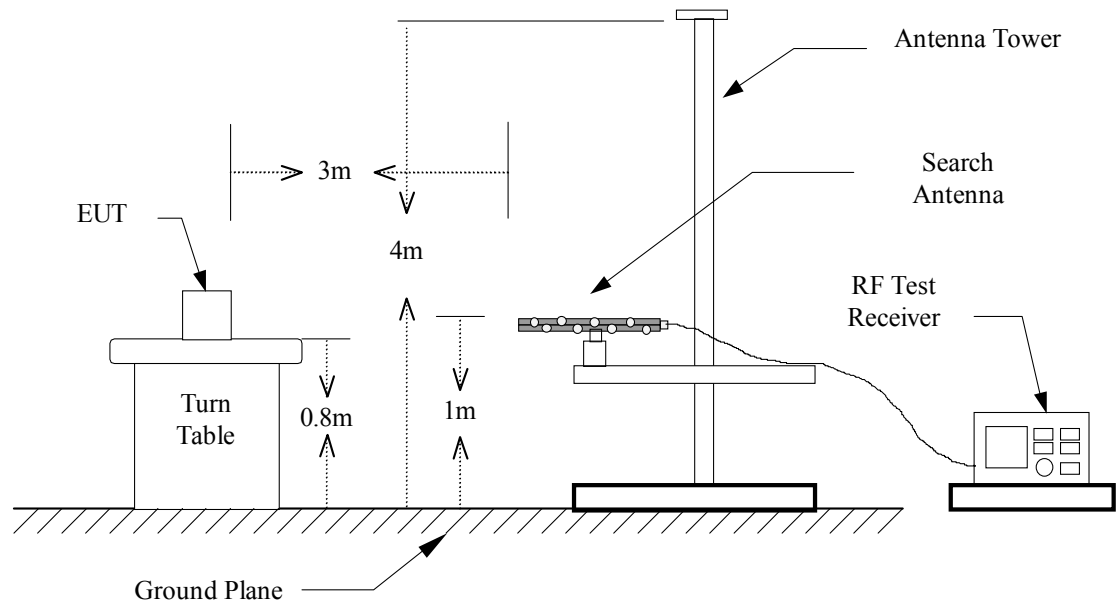 Antenna Tower
3m
Search
Antenna
EUT
4m
RF Test
Receiver
Turn
Table
0.8m
1m
Ground Plane